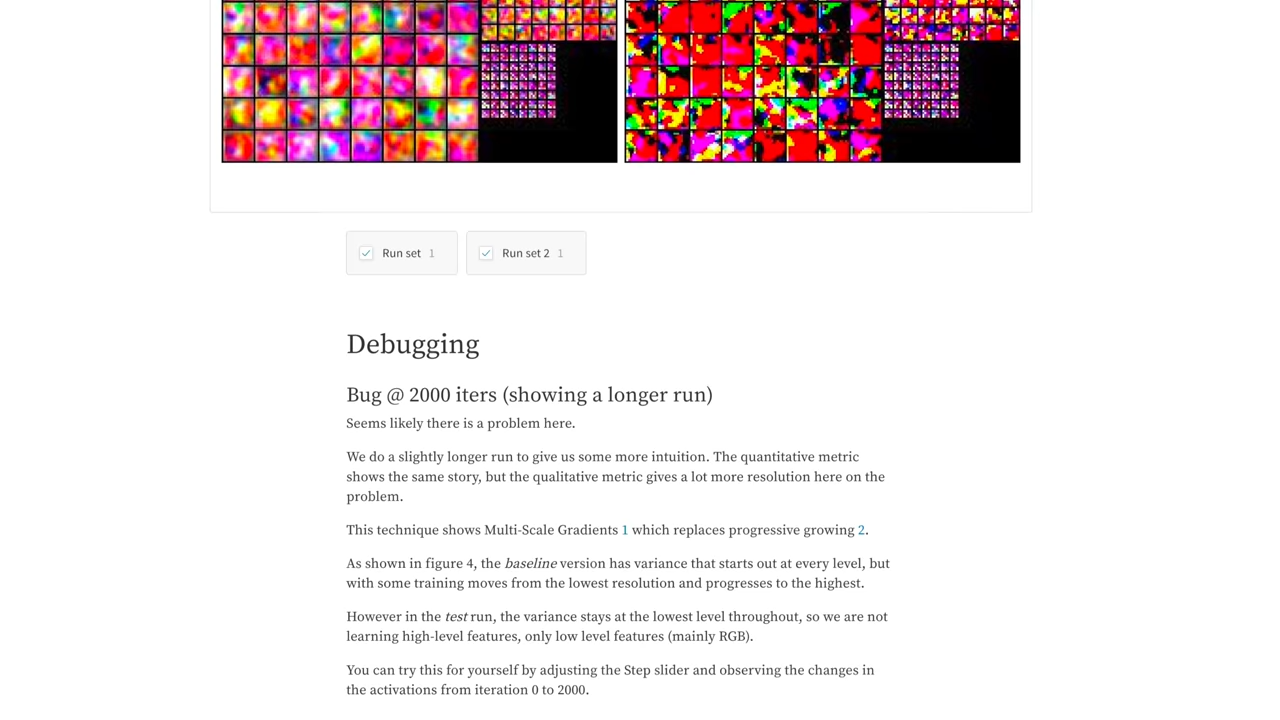 Run set 1
Run set 2 1
Debugging
Bug @ 2000 iters (showing a longer run)
Seems likely there is a problem here.
We do a slightly longer run to give us some more intuition. The quantitative metric
shows the same story, but the qualitative metric gives a lot more resolution here on the
problem.
This technique shows Multi-Scale Gradients 1 which replaces progressive growing 2.
As shown in figure 4, the baseline version has variance that starts out at every level, but
with some training moves from the lowest resolution and progresses to the highest.
However in the test run, the variance stays at the lowest level throughout, so we are not
learning high-level features, only low level features (mainly RGB).
You can try this for yourself by adjusting the Step slider and observing the changes in
the activations from iteration 0 to 2000.